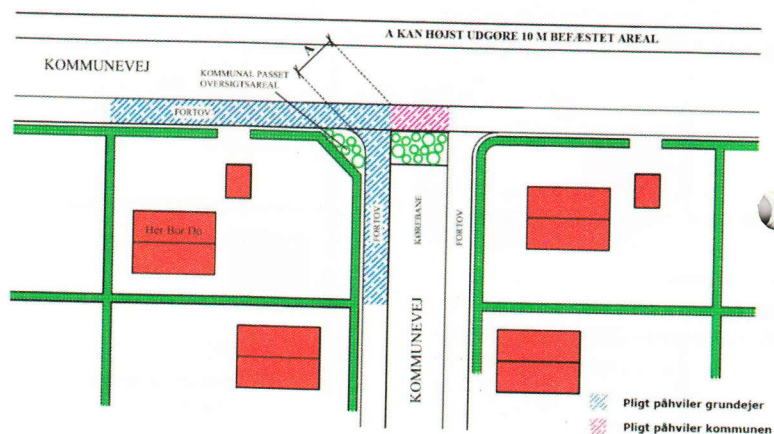 A KAN HØJST UDGØRE 10 M BEFÆSTET AREAL
A
KOMMUNEVEJ
KOMMUNAL PASSET
OVERSIGTSAREAL
FORTOV
Her Bor Du
FORTOV
KØREBANE
FORTOV
KOMMUNEVEJ
Pligt påhviler grundejer
Pligt påhviler kommunen